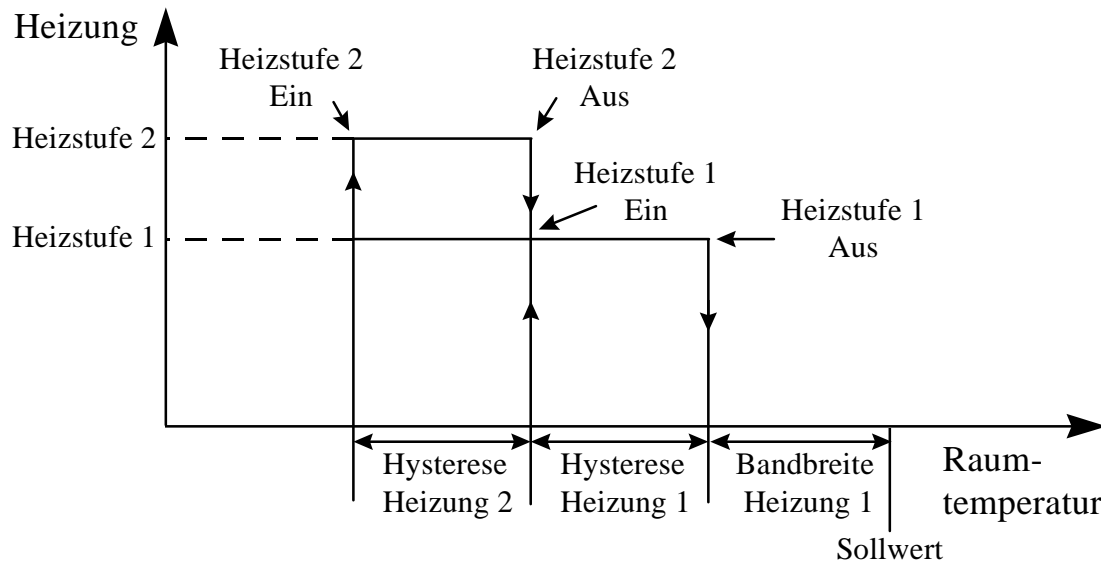 Heizung
Heizstufe 2
Ein
Heizstufe 2
Aus
Heizstufe 2
Heizstufe 1
Ein
Heizstufe 1
Aus
Heizstufe 1
Hysterese
Heizung 2
Hysterese
Heizung 1
Bandbreite
Heizung 1
Raum-
temperatur
Sollwert